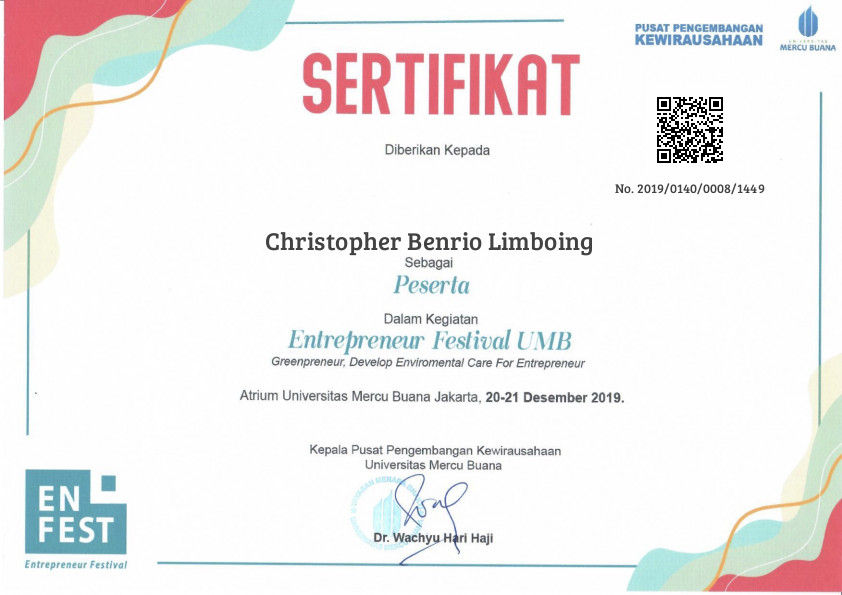 PUSAT PENGEMBANGAN
KEWIRAUSAHAAN
UNIVERSITAS
MERCU BUANA
SERTIFIKAT
Diberikan Kepada
No. 2019/0140/0008/1449
Christopher Benrio Limboing
Sebagai
Peserta
Dalam Kegiatan
Entrepreneur Festival UMB
Greenpreneur, Develop Enviromental Care For Entrepreneur
Atrium Universitas Mercu Buana Jakarta, 20-21 Desember 2019.
Kepala Pusat Pengembangan Kewirausahaan
Universitas Mercu Buana
Dr. Wachyu Hari Haji
EN
FEST
Entrepreneur Festival